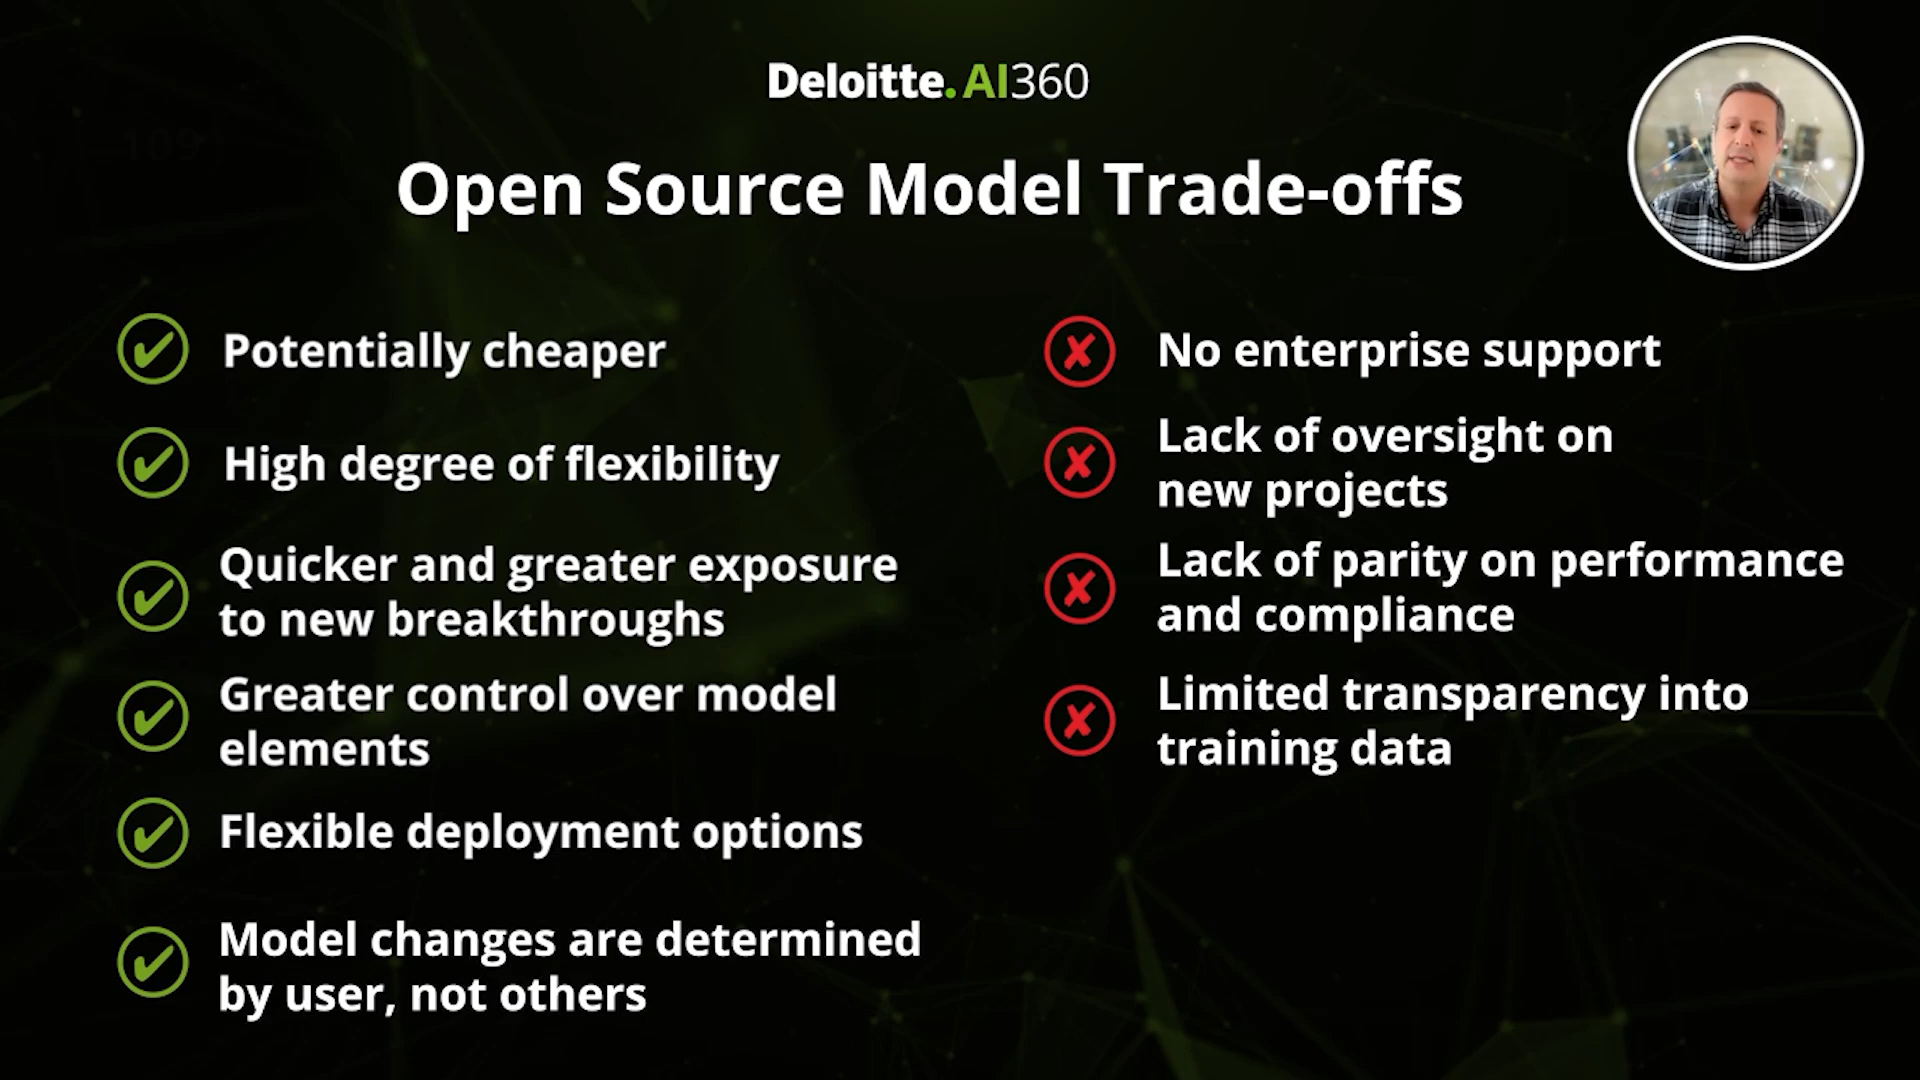 Deloitte. AI360
Open Source Model Trade-offs
Potentially cheaper
High degree of flexibility
Quicker and greater exposure
to new breakthroughs
Greater control over model
elements
Flexible deployment options
Model changes are determined
by user, not others
No enterprise support
Lack of oversight on
new projects
Lack of parity on performance
and compliance
Limited transparency into
training data